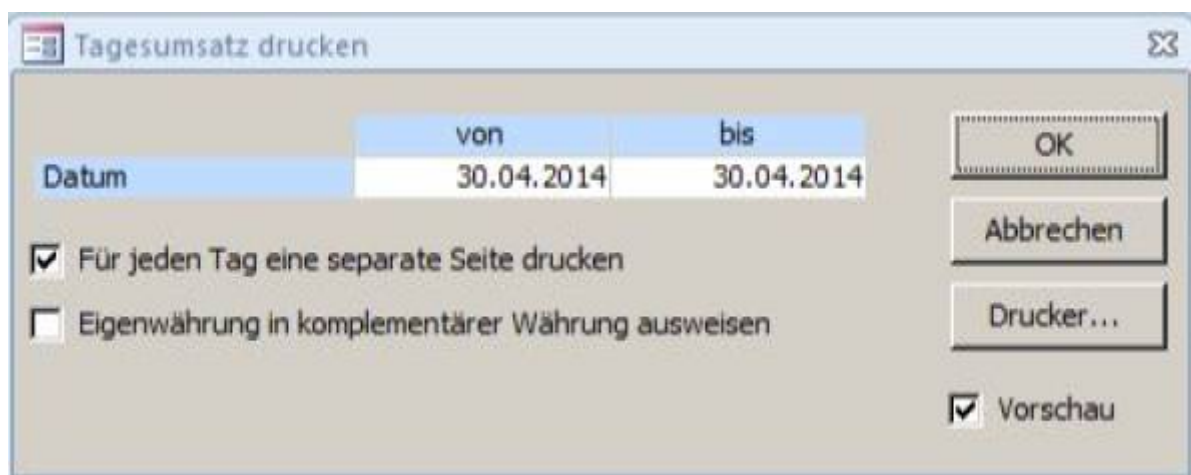 Tagesumsatz drucken
von bis
Datum 30.04.2014 30.04.2014
Für jeden Tag eine separate Seite drucken
Eigenwährung in komplementärer Währung ausweisen
OK
Abbrechen
Drucker...
Vorschau